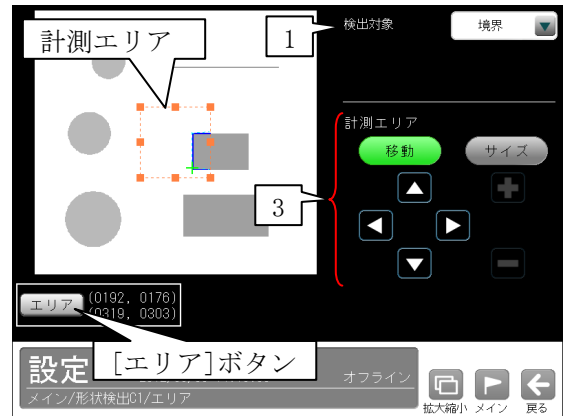 計測エリア
1
検出対象
境界
計測エリア
移動
サイズ
3
エリア
(0192, 0176)
(0319, 0303)
[エリア]ボタン
設定
オフライン
メイン/形状検出C1/エリア
拡大縮小
メイン
戻る